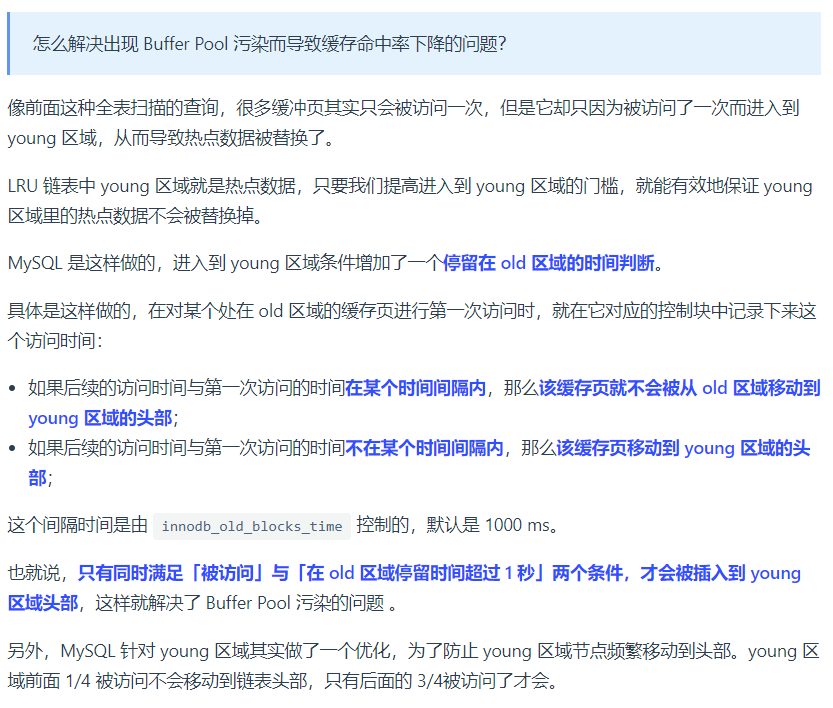 怎么解决出现 Buffer Pool 污染而导致缓存命中率下降的问题？
像前面这种全表扫描的查询，很多缓冲页其实只会被访问一次，但是它却只因为被访问了一次而进入到
young 区域，从而导致热点数据被替换了。
LRU 链表中 young 区域就是热点数据，只要我们提高进入到 young 区域的门槛，就能有效地保证 young
区域里的热点数据不会被替换掉。
MySQL 是这样做的，进入到 young 区域条件增加了一个停留在 old 区域的时间判断。
具体是这样做的，在对某个处在 old 区域的缓存页进行第一次访问时，就在它对应的控制块中记录下来这
个访问时间：
• 如果后续的访问时间与第一次访问的时间在某个时间间隔内，那么该缓存页就不会被从 old 区域移动到
young 区域的头部；
• 如果后续的访问时间与第一次访问的时间不在某个时间间隔内，那么该缓存页移动到 young 区域的头
部；
这个间隔时间是由 innodb_old_blocks_time 控制的，默认是 1000 ms。
也就说，只有同时满足「被访问」与「在 old 区域停留时间超过 1 秒」两个条件，才会被插入到 young
区域头部，这样就解决了 Buffer Pool 污染的问题 。
另外，MySQL 针对 young 区域其实做了一个优化，为了防止 young 区域节点频繁移动到头部。young 区
域前面 1/4 被访问不会移动到链表头部，只有后面的 3/4被访问了才会。